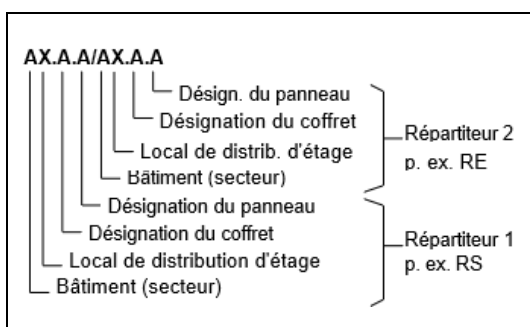 AX.A.A/AX.A.A
Désign. du panneau
Désignation du coffret
Local de distrib. d'étage
Bâtiment (secteur)
Répartiteur 2
p. ex. RE
Désignation du panneau
Désignation du coffret
Local de distribution d'étage
Bâtiment (secteur)
Répartiteur 1
p. ex. RS